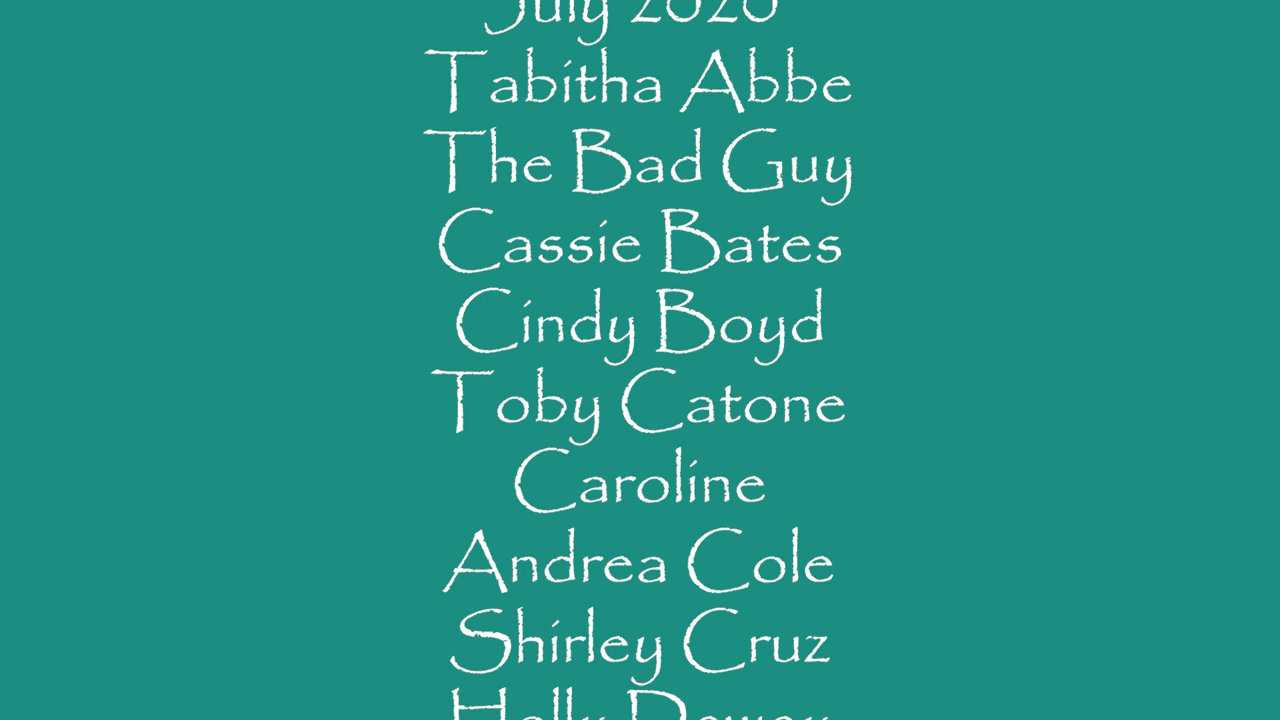 July 2020
Tabitha Abbe
The Bad Guy
Cassie Bates
Cindy Boyd
Toby Catone
Caroline
Andrea Cole
Shirley Cruz
Holly